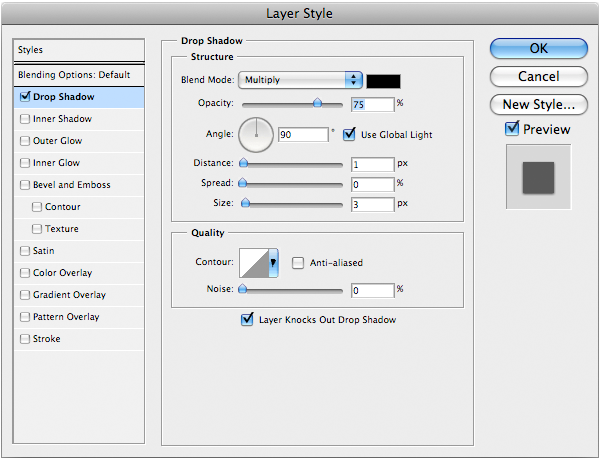 Layer Style
Styles
Blending Options: Default
Drop Shadow
Inner Shadow
Outer Glow
Inner Glow
Bevel and Emboss
Contour
Texture
Satin
Color Overlay
Gradient Overlay
Pattern Overlay
Stroke
Drop Shadow
Structure
Blend Mode: Multiply
Opacity: 75 %
Angle: 90 ° Use Global Light
Distance: 1 px
Spread: 0 %
Size: 3 px
Quality
Contour: Anti-aliased
Noise: 0 %
Layer Knocks Out Drop Shadow
OK
Cancel
New Style...
Preview